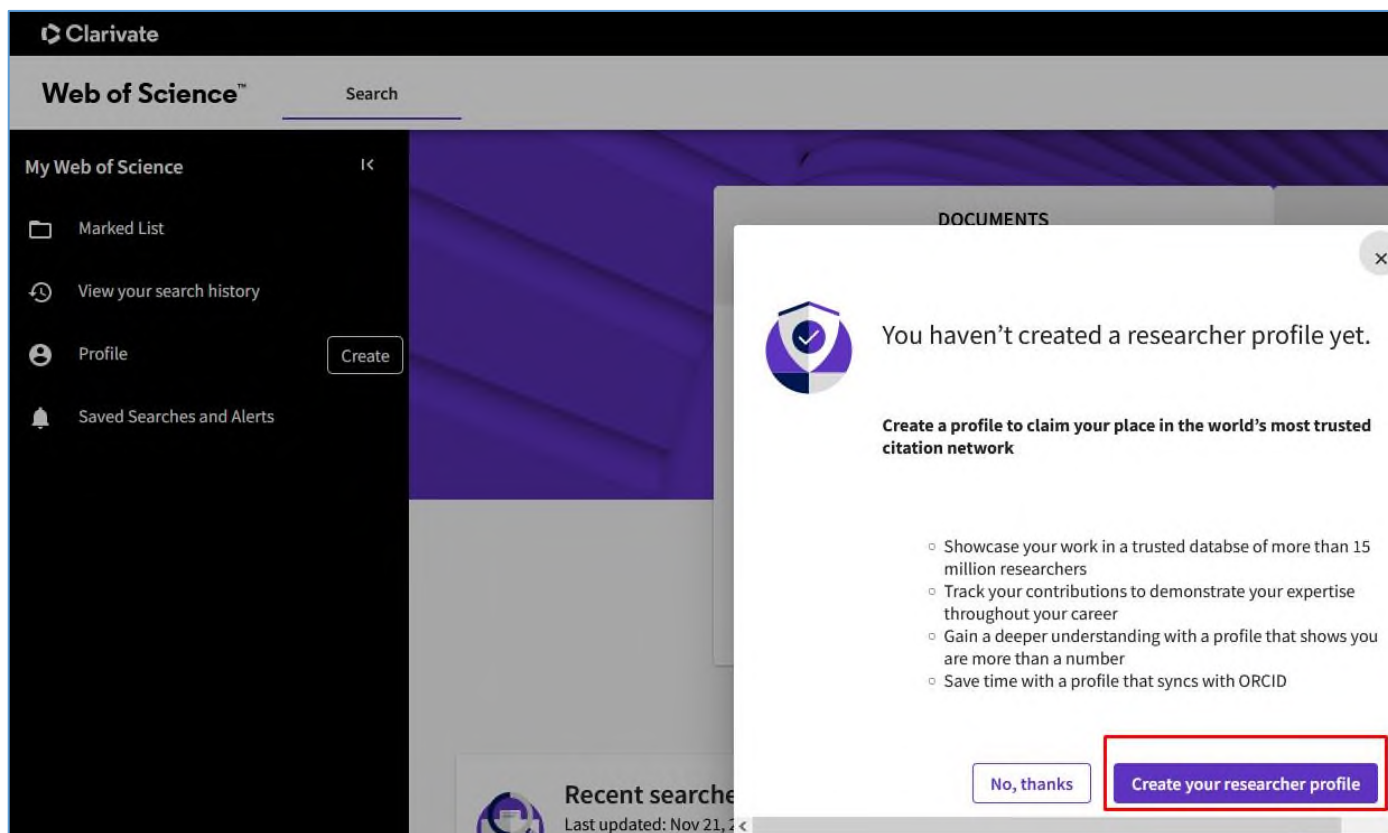 Clarivate
Web of Science™
Search
My Web of Science
Marked List
View your search history
Profile
Create
Saved Searches and Alerts
DOCUMENTS
You haven't created a researcher profile yet.
Create a profile to claim your place in the world's most trusted
citation network
Showcase your work in a trusted databse of more than 15
million researchers
Track your contributions to demonstrate your expertise
throughout your career
Gain a deeper understanding with a profile that shows you
are more than a number
Save time with a profile that syncs with ORCID
No, thanks
Create your researcher profile
Recent searche
Last updated: Nov 21, 2